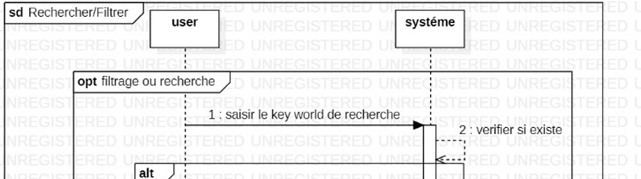 sd Rechercher/Filtrer
user
systéme
opt filtrage ou recherche
1 : saisir le key world de recherche
2 : verifier si existe
alt
UNREGISTERED